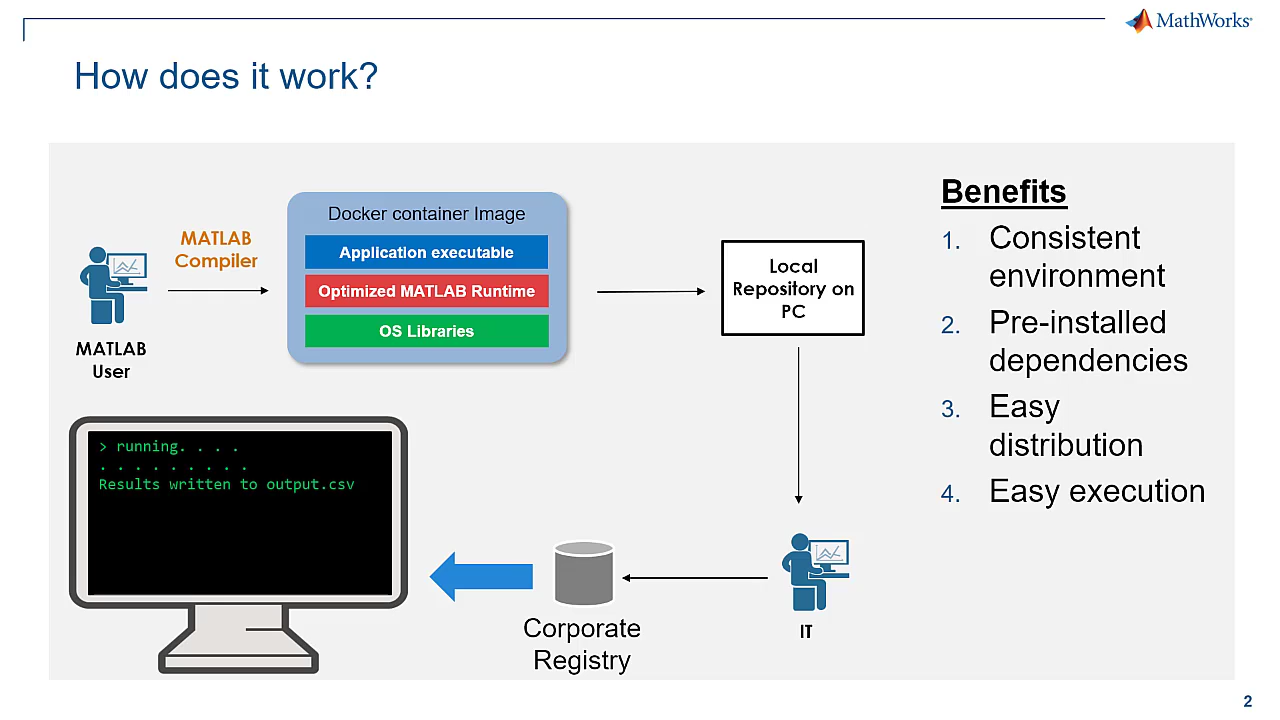 MathWorks®
How does it work?
MATLAB
Compiler
Docker container Image
Application executable
Optimized MATLAB Runtime
OS Libraries
MATLAB
User
Local
Repository on
PC
Benefits
1. Consistent
environment
2. Pre-installed
dependencies
3. Easy
distribution
4. Easy execution
> running. . . .
. . . . . . . . .
Results written to output.csv
Corporate
Registry
IT
2